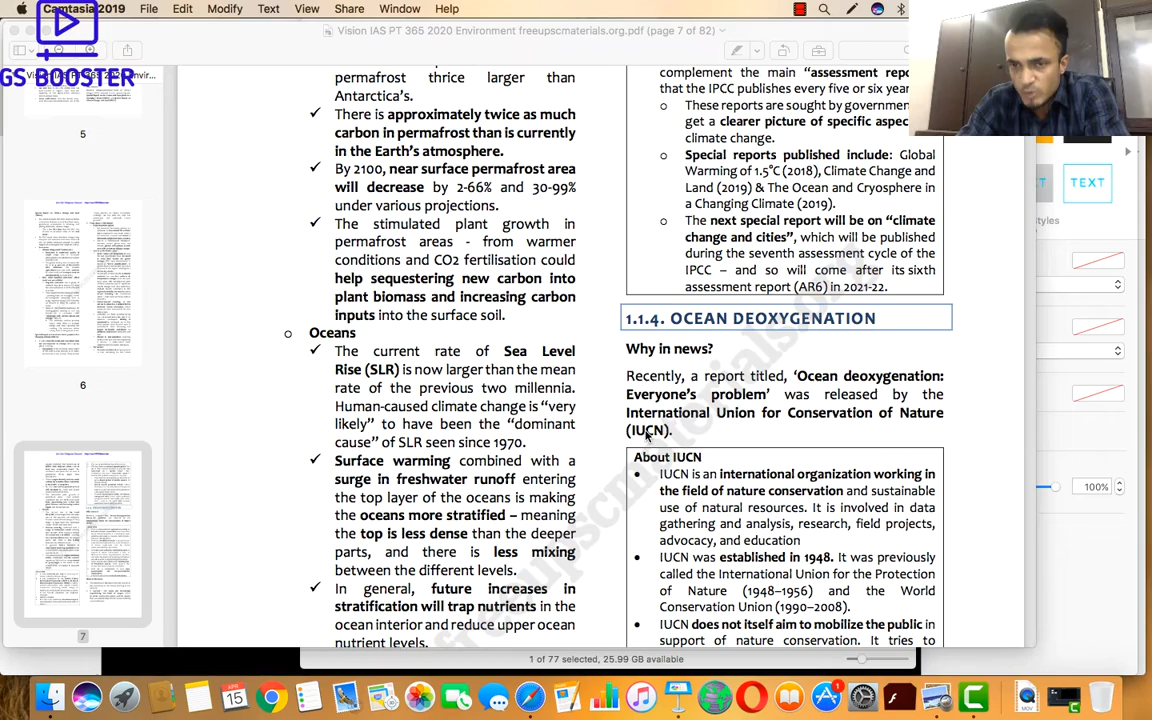 Camtasia 2019 File Edit Modify Text View Share Window Help
GS BOOSTER
Vision IAS PT 365 2020 Environment freeupscmaterials.org.pdf (page 7 of 82)
5
6
7
permafrost thrice larger than
Antarctica's.
✓ There is approximately twice as much
carbon in permafrost than is currently
in the Earth's atmosphere.
✓ By 2100, near surface permafrost area
will decrease by 2-66% and 30-99%
under various projections.
✓ The stimulated plant growth in
permafrost areas - from warmer
conditions and CO2 fertilisation could
help sequestering new carbon in
plant biomass and increasing carbon
inputs into the surface soil.
o Oceans
✓ The current rate of Sea Level
Rise (SLR) is now larger than the mean
rate of the previous two millennia.
Human-caused climate change is "very
likely" to have been the "dominant
cause" of SLR seen since 1970.
✓ Surface warming combined with a
surge in freshwater runoff entering
the top layer of the oceans is making
the oceans more stratified – meaning
the top is less dense than the deeper
parts, and there is less mixing
between the different levels.
✓ In general, future increases in
stratification will trap nutrients in the
ocean interior and reduce upper ocean
nutrient levels.
complement the main "assessment repo
that the IPCC publishes every five or six year
o These reports are sought by government
get a clearer picture of specific aspec
climate change.
o Special reports published include: Global
Warming of 1.5°C (2018), Climate Change and
Land (2019) & The Ocean and Cryosphere in
a Changing Climate (2019).
o The next special report will be on "climate
change and cities", which will be published
during the seventh assessment cycle of the
IPCC – and so will come after its sixth
assessment report (AR6) in 2021-22.
1.1.4. OCEAN DEOXYGENATION
Why in news?
Recently, a report titled, 'Ocean deoxygenation:
Everyone's problem' was released by the
International Union for Conservation of Nature
(IUCN).
About IUCN
• IUCN is an international organization working in
the field of nature conservation and sustainable
use of natural resources. It is involved in data
gathering and analysis, research, field projects,
advocacy, and education
• IUCN was established in 1948. It was previously
called the International Union for the Protection
of Nature (1948–1956) and the World
Conservation Union (1990–2008).
• IUCN does not itself aim to mobilize the public in
support of nature conservation. It tries to
TEXT
100%
1 of 77 selected, 25.99 GB available
APR
15